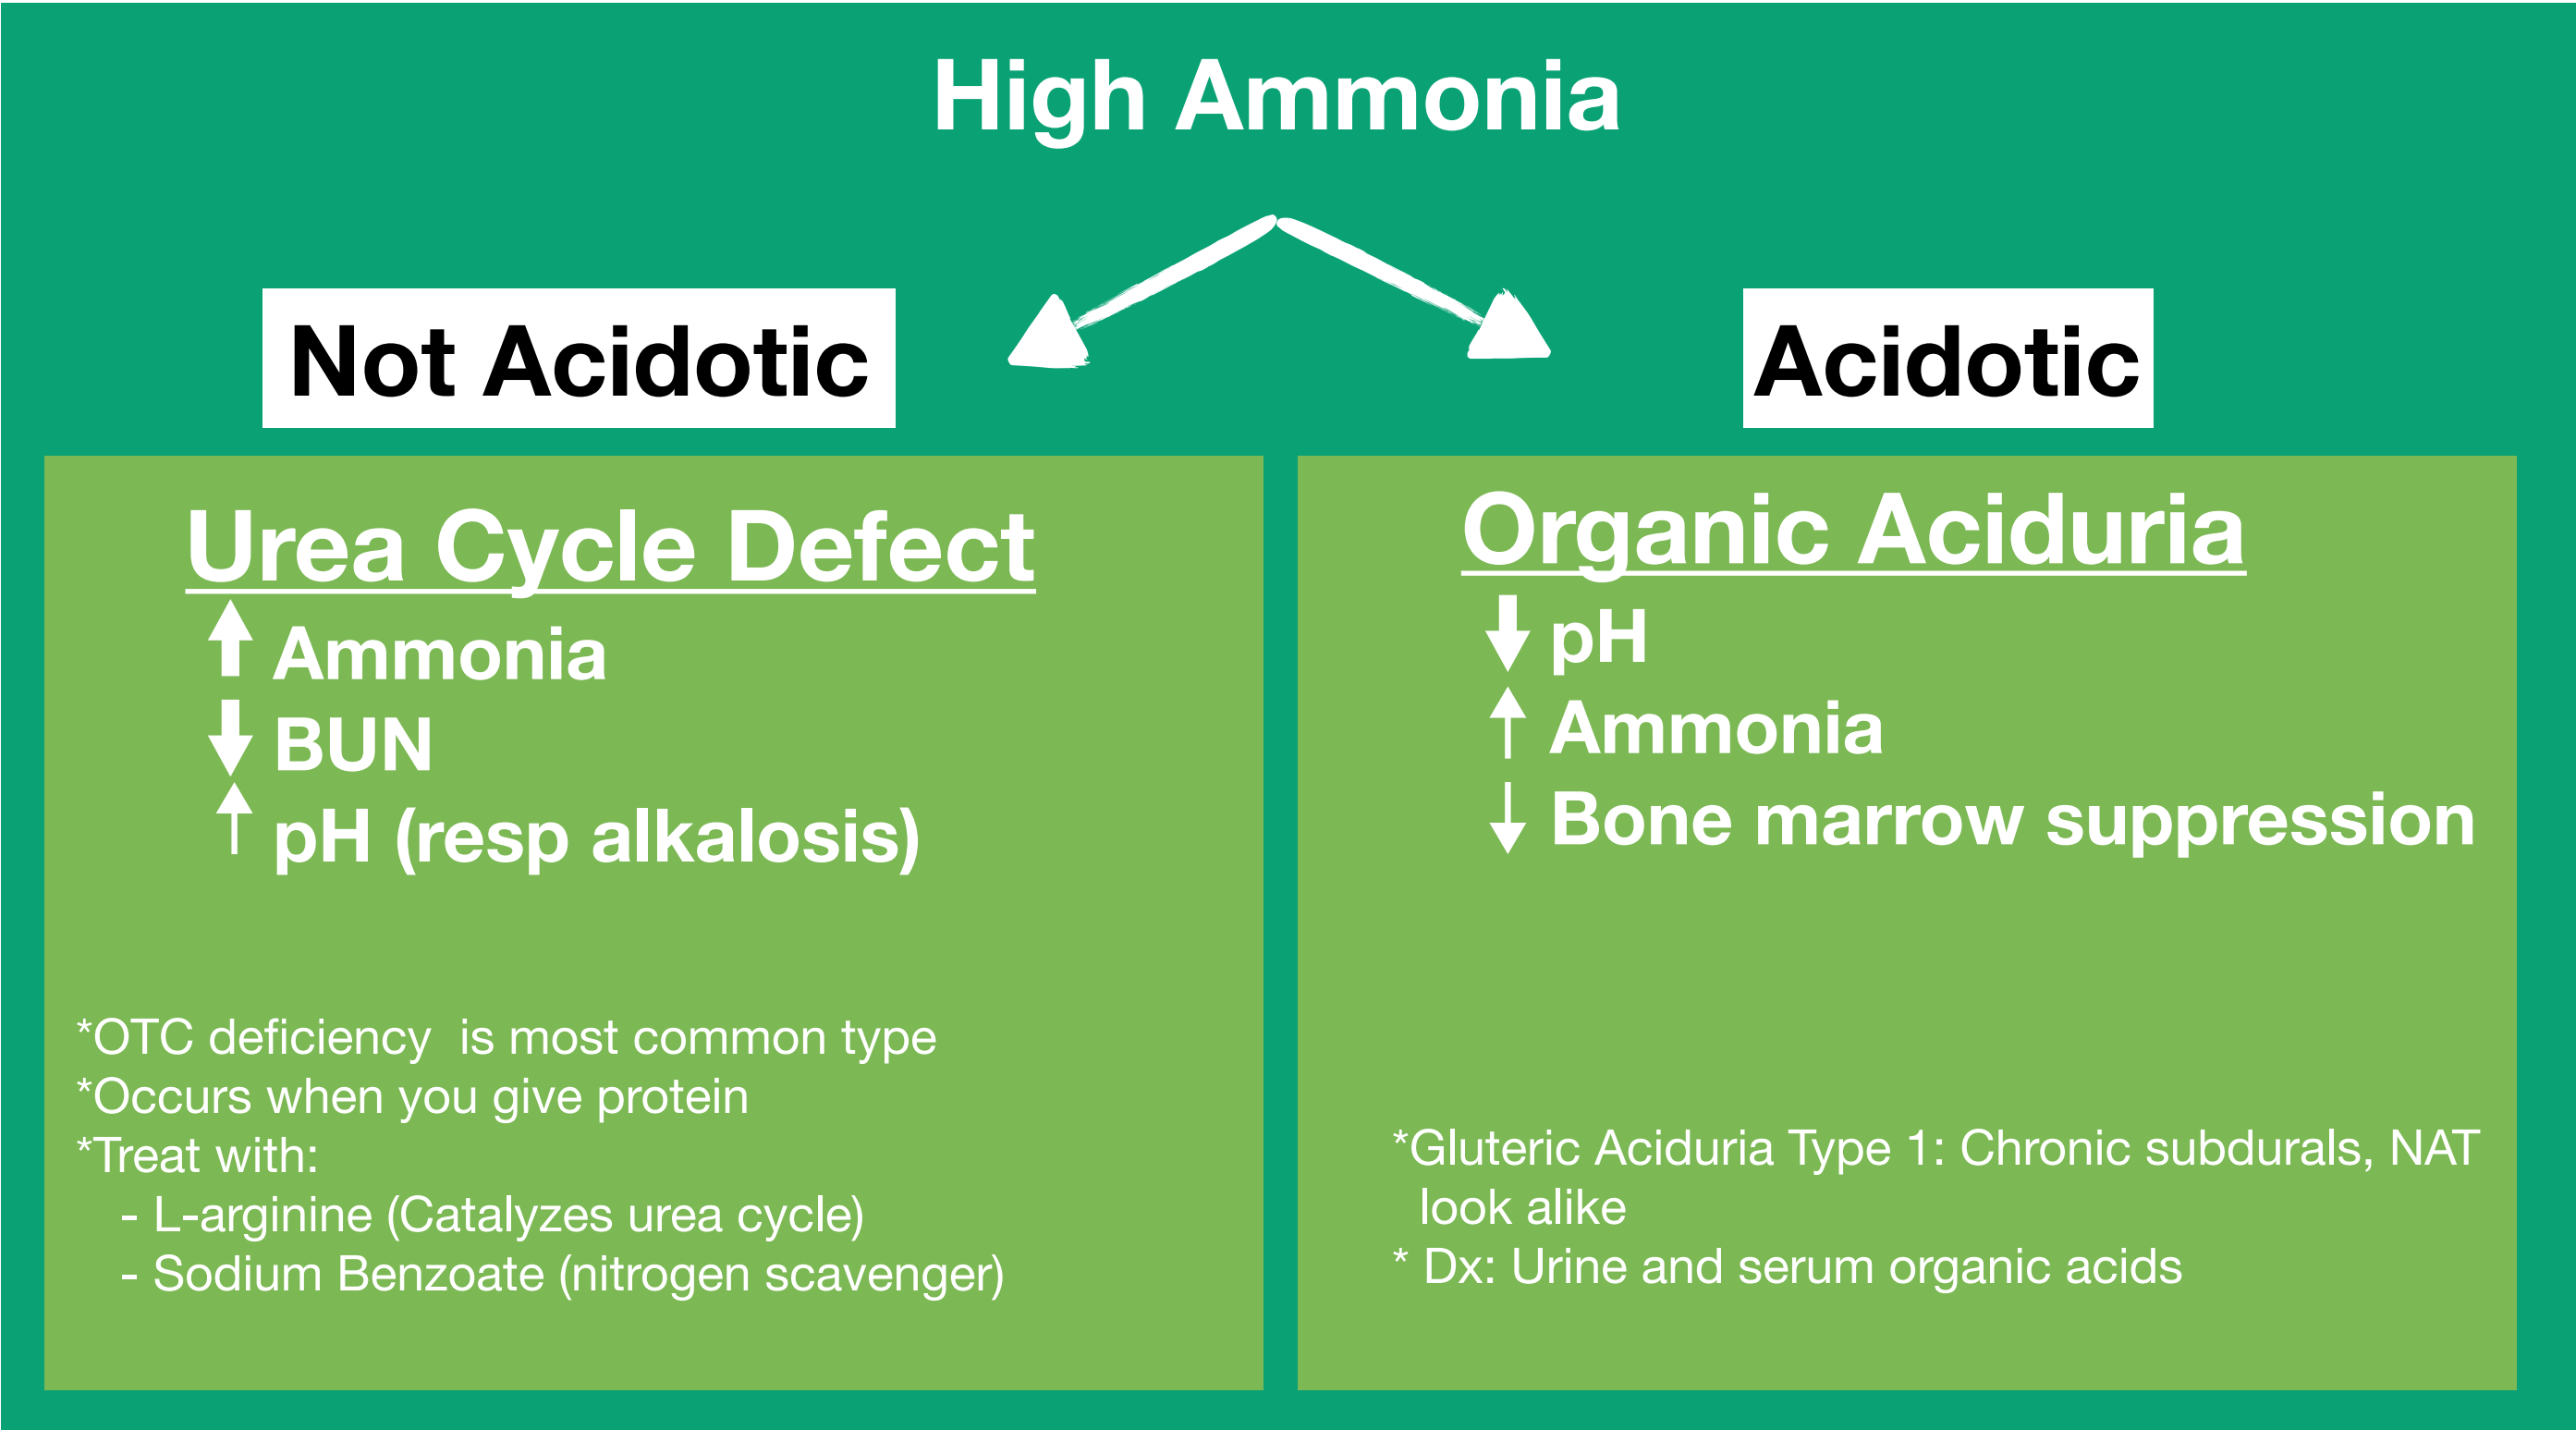 High Ammonia
Not Acidotic
Acidotic
Urea Cycle Defect
Ammonia
BUN
pH (resp alkalosis)
*OTC deficiency  is most common type
*Occurs when you give protein
*Treat with:
- L-arginine (Catalyzes urea cycle)
- Sodium Benzoate (nitrogen scavenger)
Organic Aciduria
pH
Ammonia
Bone marrow suppression
*Gluteric Aciduria Type 1: Chronic subdurals, NAT
look alike
* Dx: Urine and serum organic acids